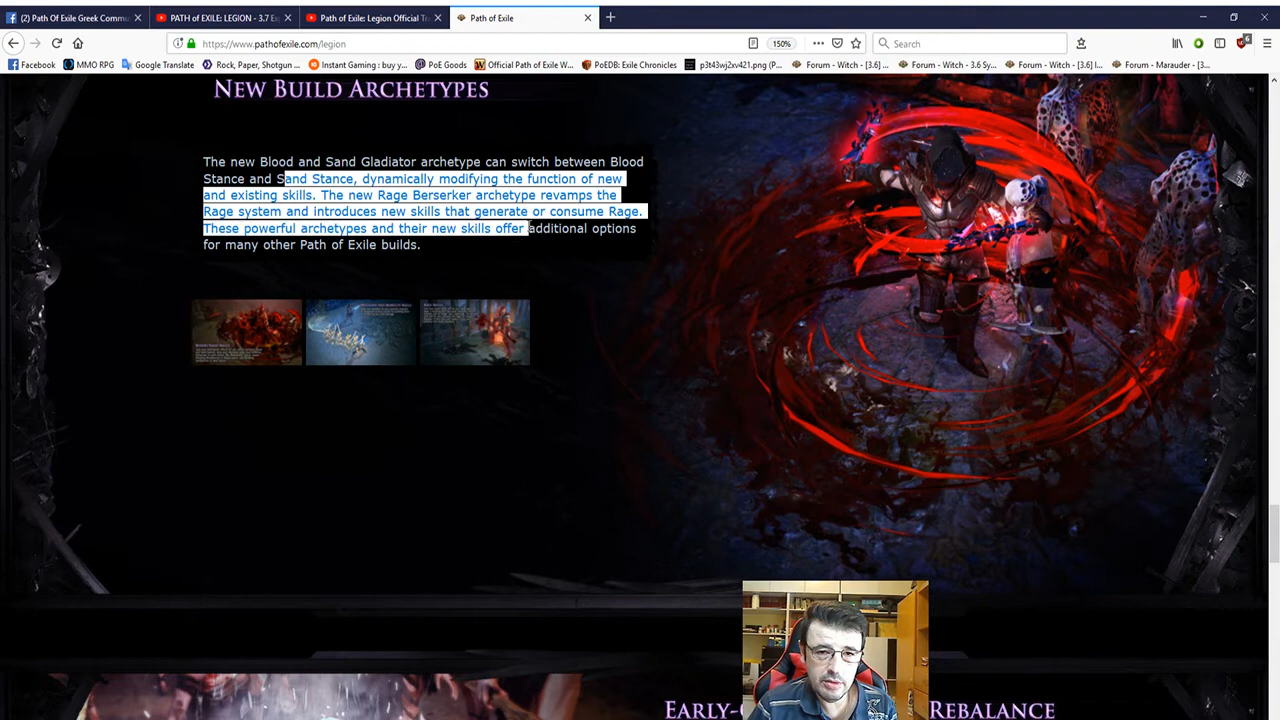 (2) Path Of Exile Greek Commu
PATH of EXILE: LEGION - 3.7 Ex
Path of Exile: Legion Official Tr
Path of Exile
https://www.pathofexile.com/legion
150%
Search
6
Facebook
MMO RPG
Google Translate
Rock, Paper, Shotgun ...
Instant Gaming : buy y...
PoE Goods
Official Path of Exile W...
PoEDB: Exile Chronicles
p3t43wj2xv421.png (P...
Forum - Witch - [3.6] ...
Forum - Witch - 3.6 Sy...
Forum - Witch - [3.6] I...
Forum - Marauder - [3...
New Build Archetypes
The new Blood and Sand Gladiator archetype can switch between Blood
Stance and Sand Stance, dynamically modifying the function of new
and existing skills. The new Rage Berserker archetype revamps the
Rage system and introduces new skills that generate or consume Rage.
These powerful archetypes and their new skills offer additional options
for many other Path of Exile builds.
Early-
Rebalance